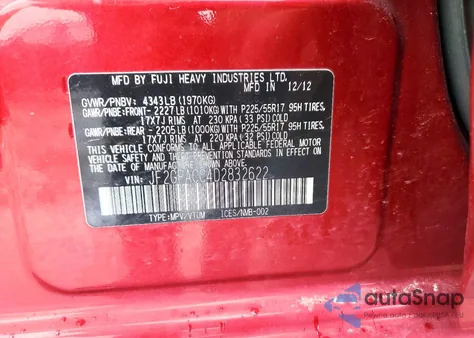 MFD BY FUJI HEAVY INDUSTRIES LTD.
MFD IN 12/12
GVWR/PNBV: 4343LB (1970KG)
GAWR/PNBE:FRONT- 2227LB (1010KG) WITH P225/55R17 95H TIRES,
17X7J RIMS AT 230 KPA ( 33 PSI) COLD
GAWR/PNBE:REAR - 2205LB (1000KG) WITH P225/55R17 95H TIRES,
17X7J RIMS AT 220 KPA ( 32 PSI) COLD
THIS VEHICLE CONFORMS TO ALL APPLICABLE FEDERAL MOTOR
VEHICLE SAFETY AND THEFT PREVENTION STANDARDS IN EFFECT ON
THE DATE OF MANUFACTURE SHOWN ABOVE.
VIN:
TYPE:MPV/VTUM ICES/NMB-002
autoSnap